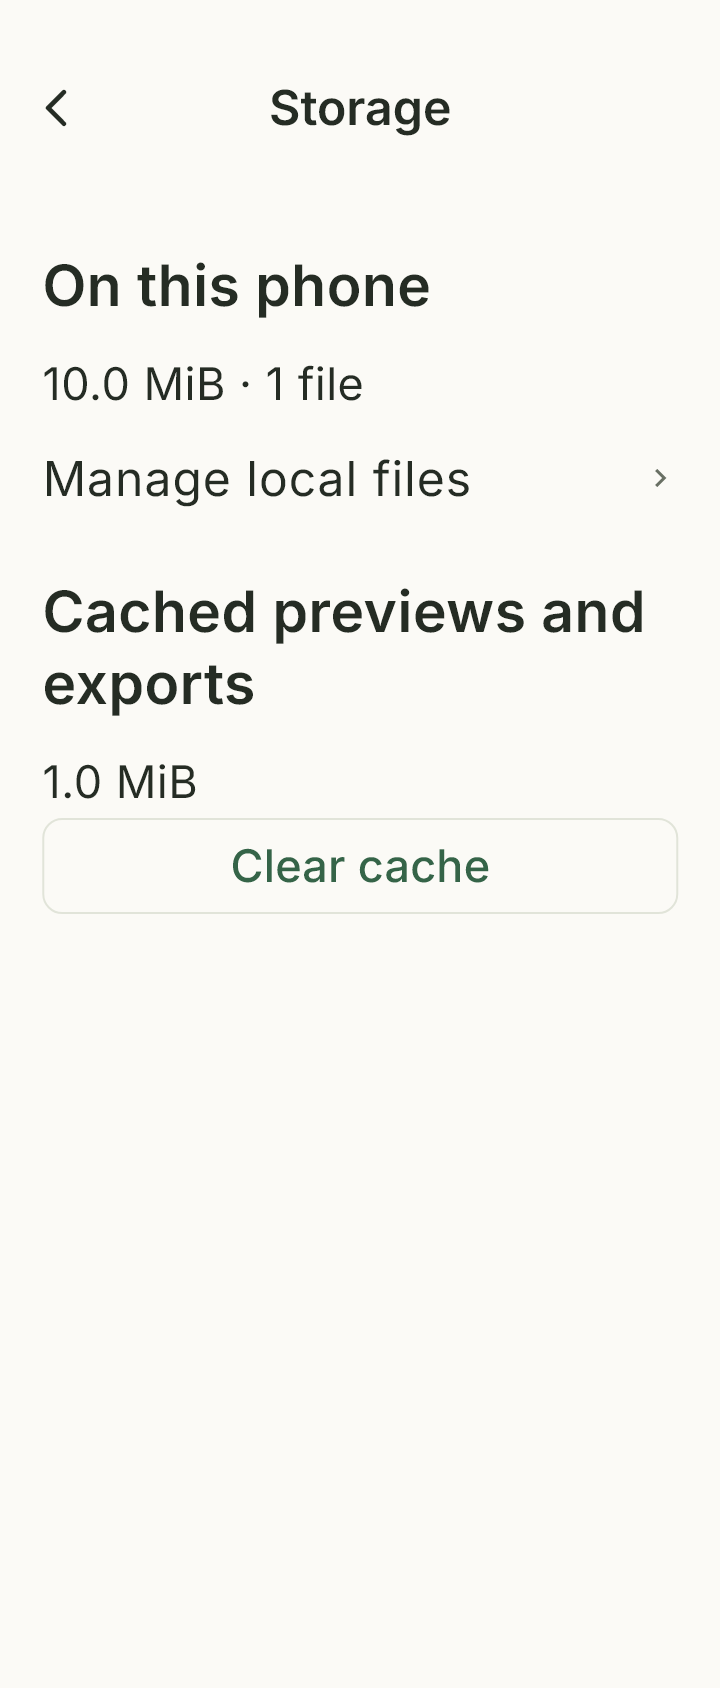 Storage
On this phone
10.0 MiB · 1 file
Manage local files
Cached previews and
exports
1.0 MiB
Clear cache